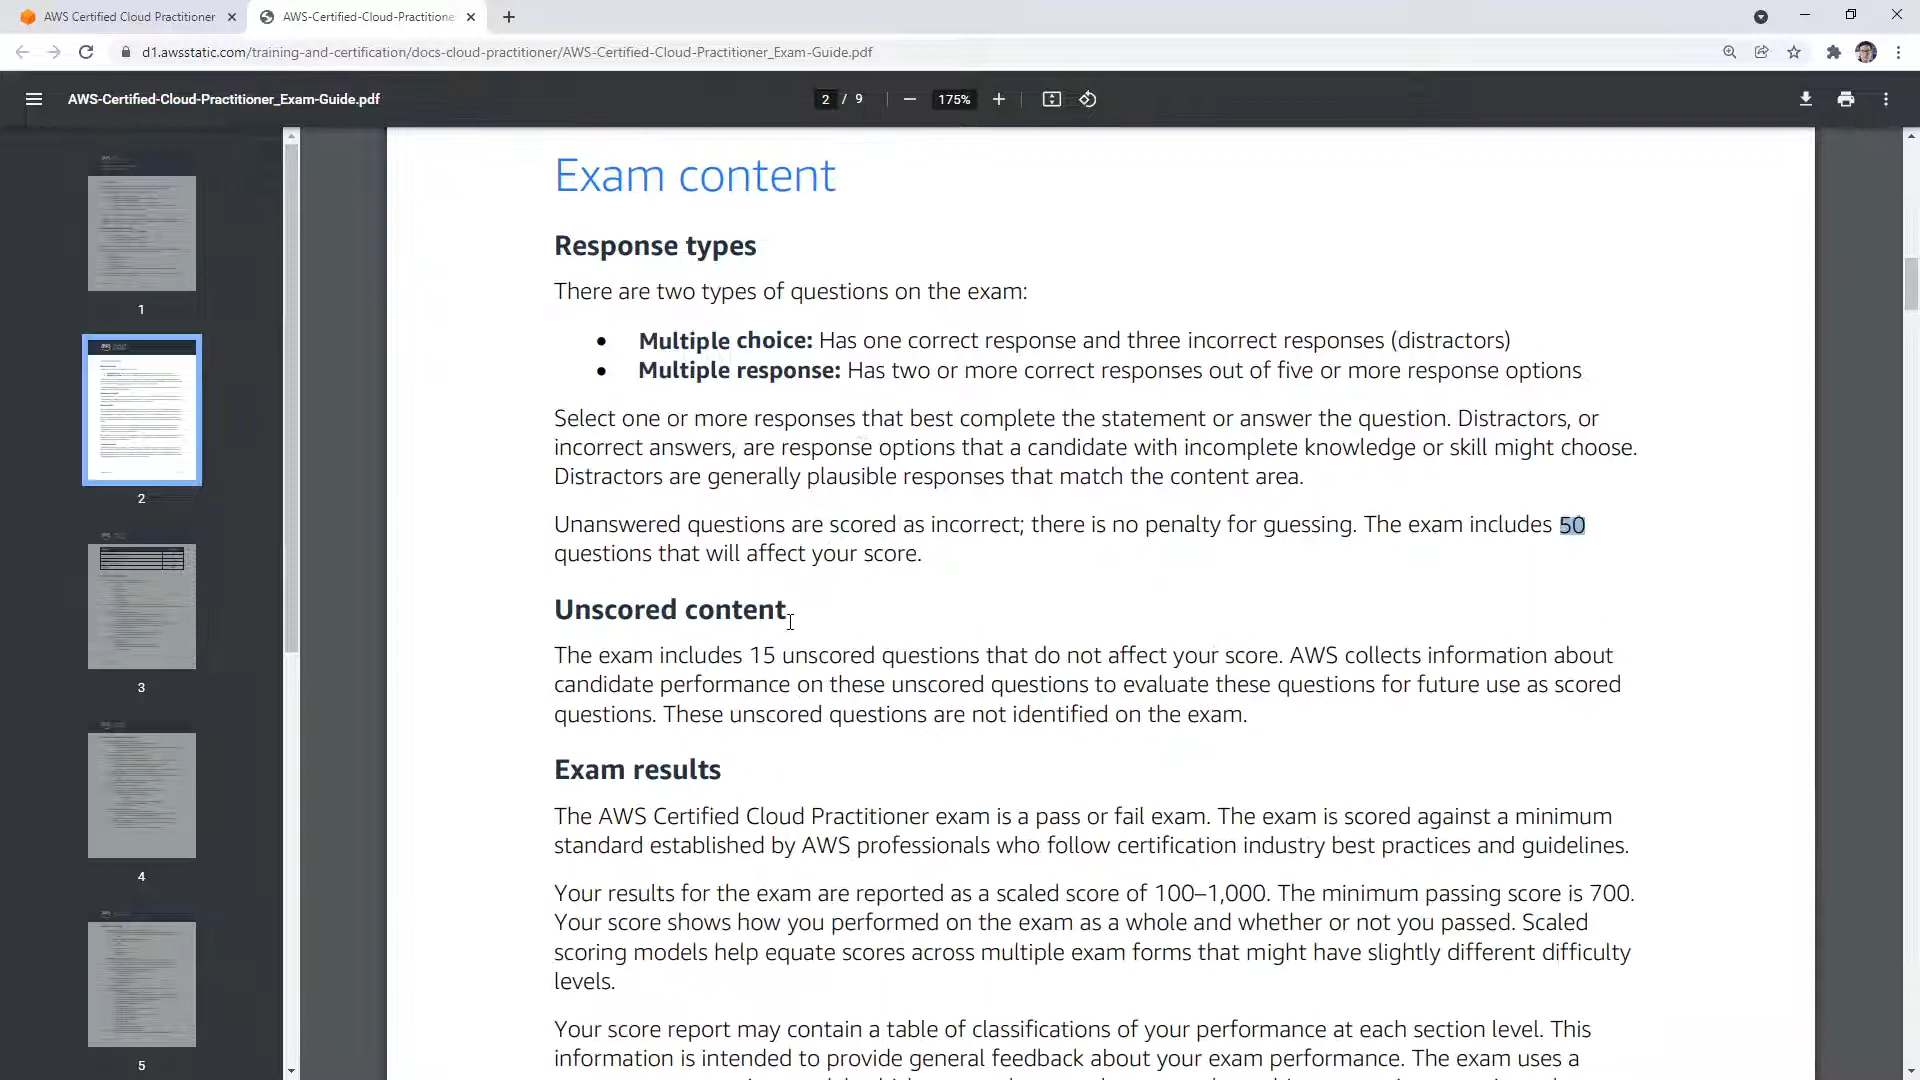 AWS Certified Cloud Practitioner
AWS-Certified-Cloud-Practitione
d1.awsstatic.com/training-and-certification/docs-cloud-practitioner/AWS-Certified-Cloud-Practitioner_Exam-Guide.pdf
AWS-Certified-Cloud-Practitioner_Exam-Guide.pdf
2 / 9
175%
1
2
3
4
5
Exam content
Response types
There are two types of questions on the exam:
• Multiple choice: Has one correct response and three incorrect responses (distractors)
• Multiple response: Has two or more correct responses out of five or more response options
Select one or more responses that best complete the statement or answer the question. Distractors, or
incorrect answers, are response options that a candidate with incomplete knowledge or skill might choose.
Distractors are generally plausible responses that match the content area.
Unanswered questions are scored as incorrect; there is no penalty for guessing. The exam includes 50
questions that will affect your score.
Unscored content
The exam includes 15 unscored questions that do not affect your score. AWS collects information about
candidate performance on these unscored questions to evaluate these questions for future use as scored
questions. These unscored questions are not identified on the exam.
Exam results
The AWS Certified Cloud Practitioner exam is a pass or fail exam. The exam is scored against a minimum
standard established by AWS professionals who follow certification industry best practices and guidelines.
Your results for the exam are reported as a scaled score of 100–1,000. The minimum passing score is 700.
Your score shows how you performed on the exam as a whole and whether or not you passed. Scaled
scoring models help equate scores across multiple exam forms that might have slightly different difficulty
levels.
Your score report may contain a table of classifications of your performance at each section level. This
information is intended to provide general feedback about your exam performance. The exam uses a